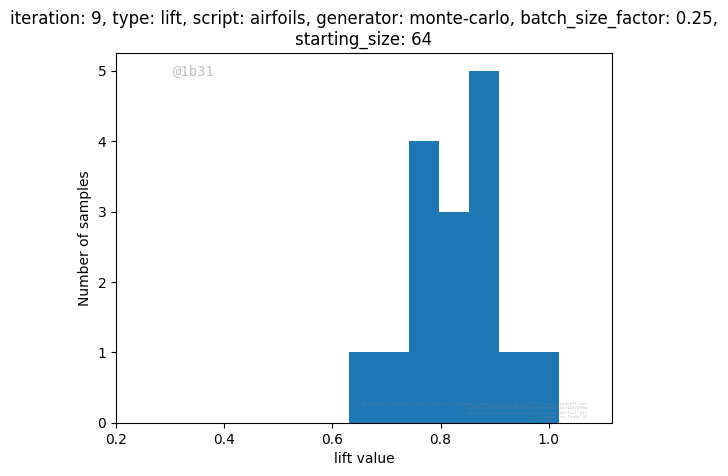 iteration: 9, type: lift, script: airfoils, generator: monte-carlo, batch_size_factor: 0.25,
starting_size: 64
@1b31
5
4
3
2
1
0
Number of samples
0.2 0.4 0.6 0.8 1.0
lift value